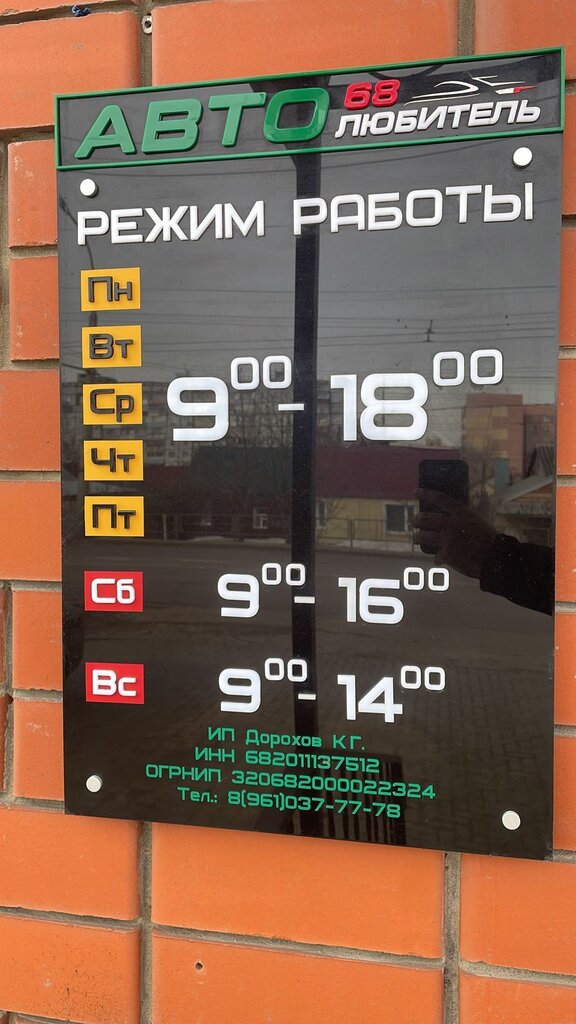 АВТО 68 ЛЮБИТЕЛЬ
РЕЖИМ РАБОТЫ
Пн
Вт
Ср
Чт
Пт
9⁰⁰ - 18⁰⁰
Сб 9⁰⁰ - 16⁰⁰
Вс 9⁰⁰ - 14⁰⁰
ИП Дорохов К.Г.
ИНН 682011137512
ОГРНИП 320682000022324
Тел.: 8(961)037-77-78